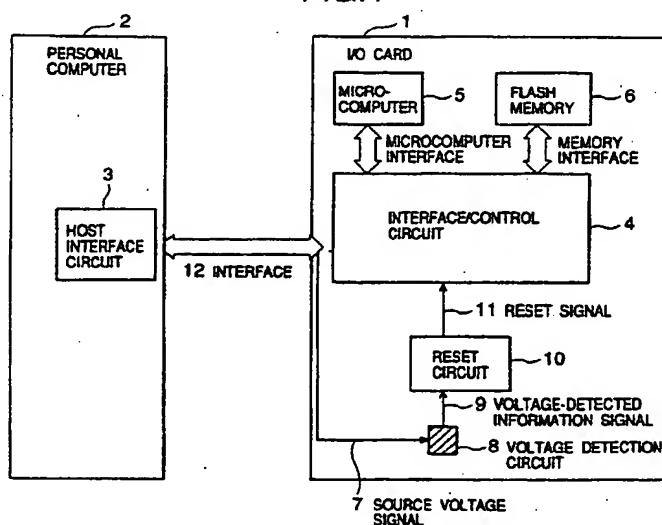 2
PERSONAL
COMPUTER
3
HOST
INTERFACE
CIRCUIT
12 INTERFACE
1
I/O CARD
MICRO-
COMPUTER
5
FLASH
MEMORY
6
MICROCOMPUTER
INTERFACE
MEMORY
INTERFACE
INTERFACE/CONTROL
CIRCUIT
4
11 RESET SIGNAL
RESET
CIRCUIT
10
9 VOLTAGE-DETECTED
INFORMATION SIGNAL
8 VOLTAGE DETECTION
CIRCUIT
7 SOURCE VOLTAGE
SIGNAL